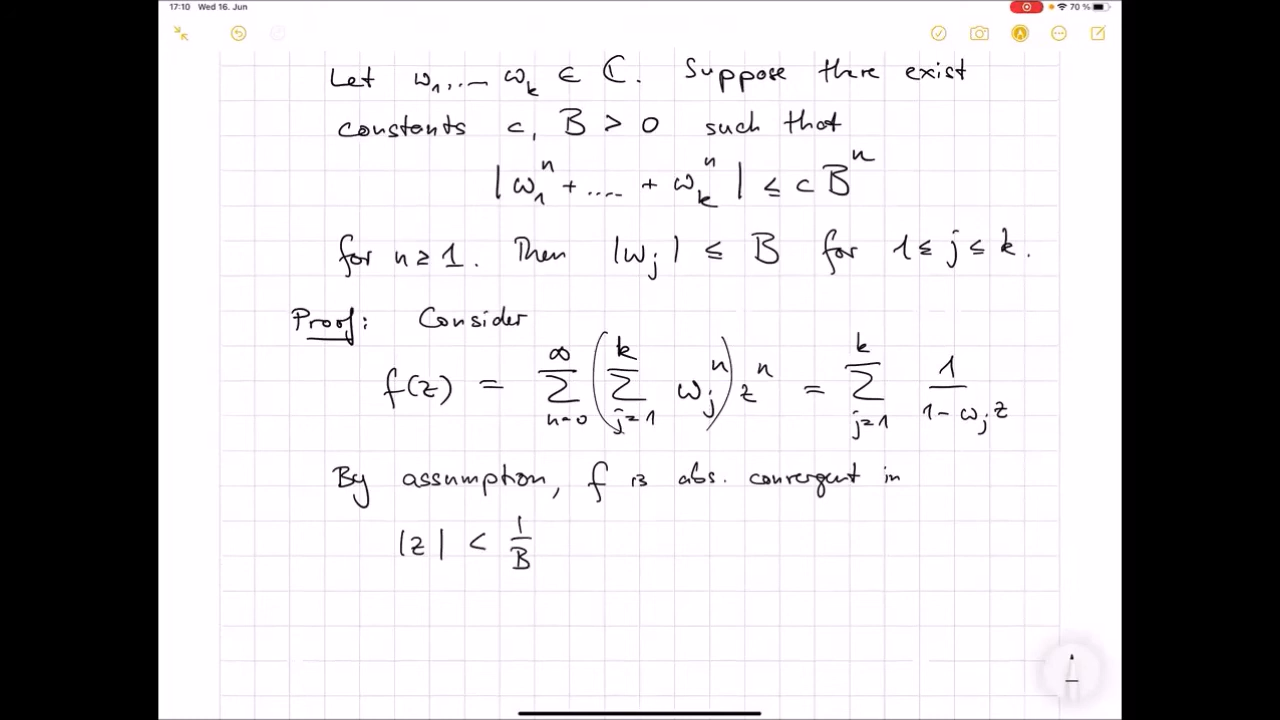 17:10 Wed 16. Jun 70 %
Let ω₁,.... ωₖ ∈ ℂ. Suppose there exist
constants c, B > 0 such that
| ω₁ⁿ + .... + ωₖⁿ | ≤ c Bⁿ
for n ≥ 1. Then |ωⱼ| ≤ B for 1 ≤ j ≤ k.
Proof: Consider
f(z) = ∑_{n=0}^{∞} ( ∑_{j=1}^{k} ωⱼⁿ ) zⁿ = ∑_{j=1}^{k} 1/(1 - ωⱼ z)
By assumption, f is abs. convergent in
|z| < 1/B